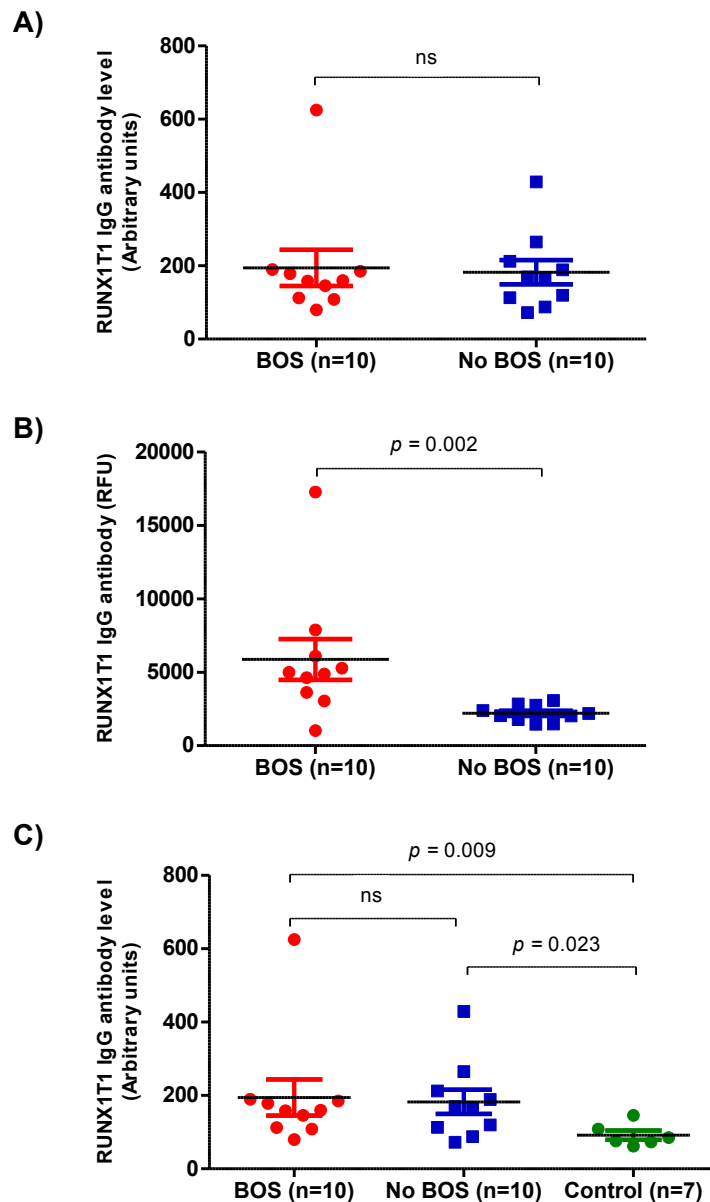 A)
RUNX1T1 IgG antibody level
(Arbitrary units)
800
600
400
200
0
ns
BOS (n=10)
No BOS (n=10)
B)
RUNX1T1 IgG antibody (RFU)
20000
15000
10000
5000
0
p = 0.002
BOS (n=10)
No BOS (n=10)
C)
RUNX1T1 IgG antibody level
(Arbitrary units)
800
600
400
200
0
p = 0.009
ns
p = 0.023
BOS (n=10)
No BOS (n=10)
Control (n=7)